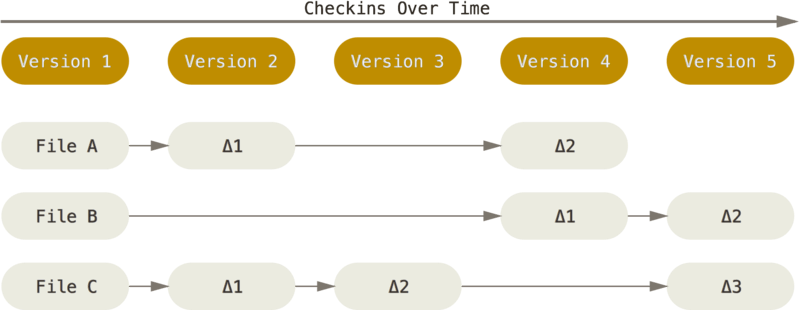 Checkins Over Time
Version 1 Version 2 Version 3 Version 4 Version 5
File A Δ1 Δ2
File B Δ1 Δ2
File C Δ1 Δ2 Δ3